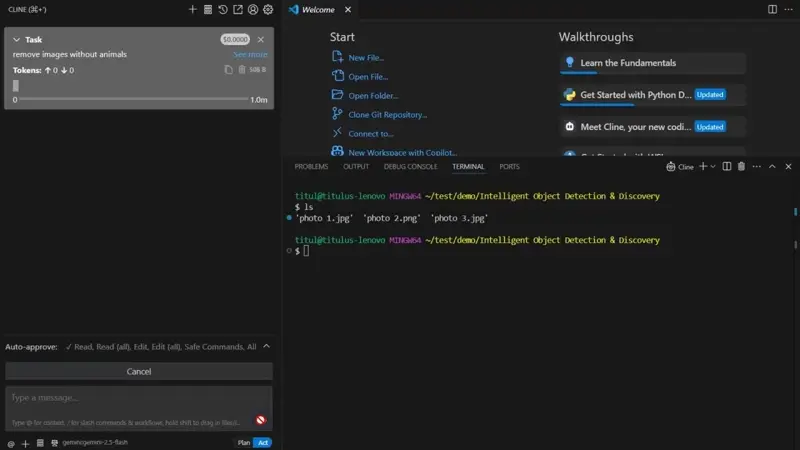 CLINE (⌘+')
Task
$0.0000
remove images without animals
See more
Tokens: ↑ 0 ↓ 0
0
1.0m
Auto-approve:
✓ Read, Read (all), Edit, Edit (all), Safe Commands, All
Cancel
Type a message...
Type @ for context, / for slash commands & workflows, hold shift to drag in files/i...
@
Plan
Act
Welcome
Start
New File...
Open File...
Open Folder...
Clone Git Repository...
Connect to...
New Workspace with Copilot...
Walkthroughs
Learn the Fundamentals
Get Started with Python D...
Updated
Meet Cline, your new codi...
Updated
PROBLEMS
OUTPUT
DEBUG CONSOLE
TERMINAL
PORTS
Cline
titul@titulus-lenovo MINGW64 ~/test/demo/Intelligent Object Detection & Discovery
$ ls
'photo 1.jpg' 'photo 2.png' 'photo 3.jpg'
titul@titulus-lenovo MINGW64 ~/test/demo/Intelligent Object Detection & Discovery
$